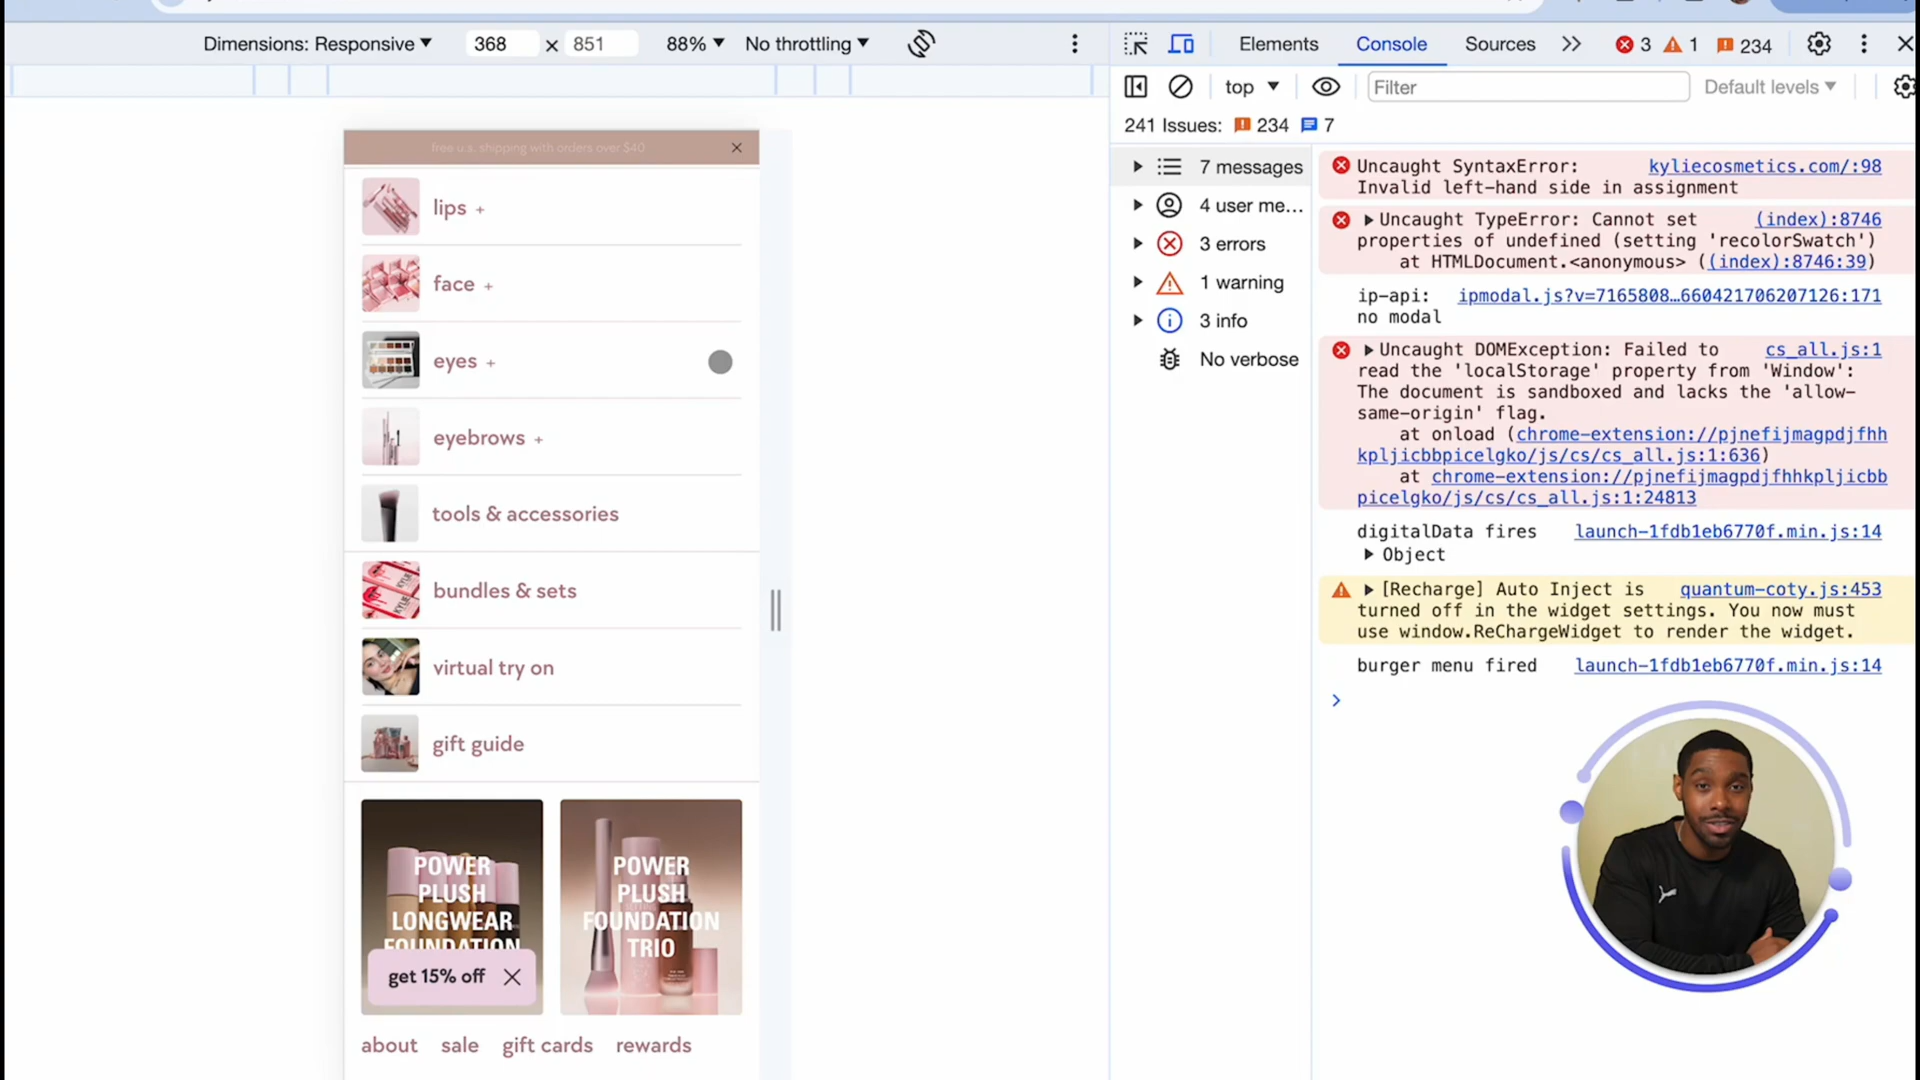 Dimensions: Responsive
368 × 851
88%
No throttling
Elements
Console
Sources
3
1
234
top
Filter
Default levels
241 Issues: 234 7
7 messages
4 user me...
3 errors
1 warning
3 info
No verbose
Uncaught SyntaxError: kyliecosmetics.com/:98
Invalid left-hand side in assignment
Uncaught TypeError: Cannot set (index):8746
properties of undefined (setting 'recolorSwatch')
at HTMLDocument.<anonymous> ((index):8746:39)
ip-api: ipmodal.js?v=7165808…660421706207126:171
no modal
Uncaught DOMException: Failed to cs_all.js:1
read the 'localStorage' property from 'Window':
The document is sandboxed and lacks the 'allow-
same-origin' flag.
at onload (chrome-extension://pjnefijmagpdjfhh
kpljicbbpicelgko/js/cs/cs_all.js:1:636)
at chrome-extension://pjnefijmagpdjfhhkpljicbb
picelgko/js/cs/cs_all.js:1:24813
digitalData fires launch-1fdb1eb6770f.min.js:14
Object
[Recharge] Auto Inject is quantum-coty.js:453
turned off in the widget settings. You now must
use window.ReChargeWidget to render the widget.
burger menu fired launch-1fdb1eb6770f.min.js:14
free u.s. shipping with orders over $40
lips +
face +
eyes +
eyebrows +
tools & accessories
bundles & sets
virtual try on
gift guide
POWER
PLUSH
LONGWEAR
FOUNDATION
get 15% off
POWER
PLUSH
FOUNDATION
TRIO
about sale gift cards rewards